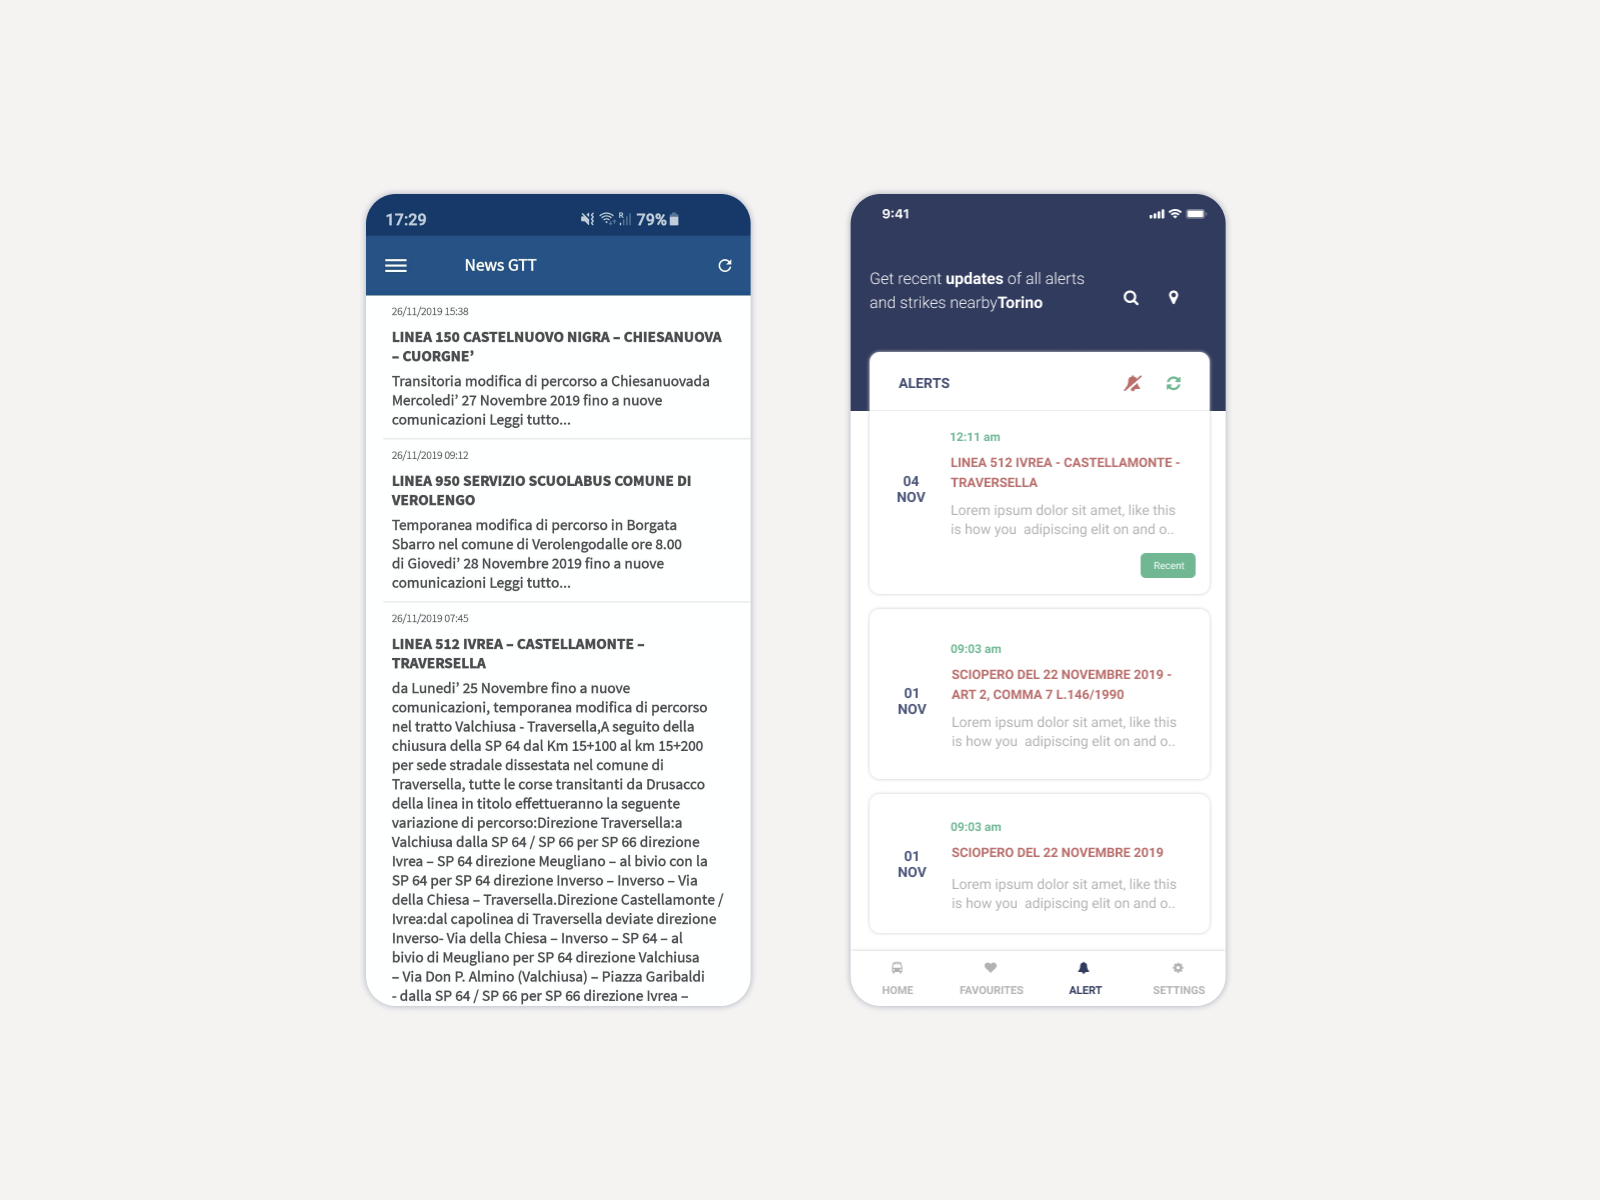 17:29
79%
News GTT
26/11/2019 15:38
LINEA 150 CASTELNUOVO NIGRA – CHIESANUOVA
– CUORGNE’
Transitoria modifica di percorso a Chiesanuovada
Mercoledi’ 27 Novembre 2019 fino a nuove
comunicazioni Leggi tutto...
26/11/2019 09:12
LINEA 950 SERVIZIO SCUOLABUS COMUNE DI
VEROLENGO
Temporanea modifica di percorso in Borgata
Sbarro nel comune di Verolengodalle ore 8.00
di Giovedi’ 28 Novembre 2019 fino a nuove
comunicazioni Leggi tutto...
26/11/2019 07:45
LINEA 512 IVREA – CASTELLAMONTE –
TRAVERSELLA
da Lunedi’ 25 Novembre fino a nuove
comunicazioni, temporanea modifica di percorso
nel tratto Valchiusa - Traversella,A seguito della
chiusura della SP 64 dal Km 15+100 al km 15+200
per sede stradale dissestata nel comune di
Traversella, tutte le corse transitanti da Drusacco
della linea in titolo effettueranno la seguente
variazione di percorso:Direzione Traversella:a
Valchiusa dalla SP 64 / SP 66 per SP 66 direzione
Ivrea – SP 64 direzione Meugliano – al bivio con la
SP 64 per SP 64 direzione Inverso – Inverso – Via
della Chiesa – Traversella.Direzione Castellamonte /
Ivrea:dal capolinea di Traversella deviate direzione
Inverso- Via della Chiesa – Inverso – SP 64 – al
bivio di Meugliano per SP 64 direzione Valchiusa
– Via Don P. Almino (Valchiusa) – Piazza Garibaldi
- dalla SP 64 / SP 66 per SP 66 direzione Ivrea –
9:41
Get recent updates of all alerts
and strikes nearbyTorino
ALERTS
12:11 am
04
NOV
LINEA 512 IVREA - CASTELLAMONTE -
TRAVERSELLA
Lorem ipsum dolor sit amet, like this
is how you  adipiscing elit on and o..
Recent
09:03 am
01
NOV
SCIOPERO DEL 22 NOVEMBRE 2019 -
ART 2, COMMA 7 L.146/1990
Lorem ipsum dolor sit amet, like this
is how you  adipiscing elit on and o..
09:03 am
01
NOV
SCIOPERO DEL 22 NOVEMBRE 2019
Lorem ipsum dolor sit amet, like this
is how you  adipiscing elit on and o..
HOME
FAVOURITES
ALERT
SETTINGS